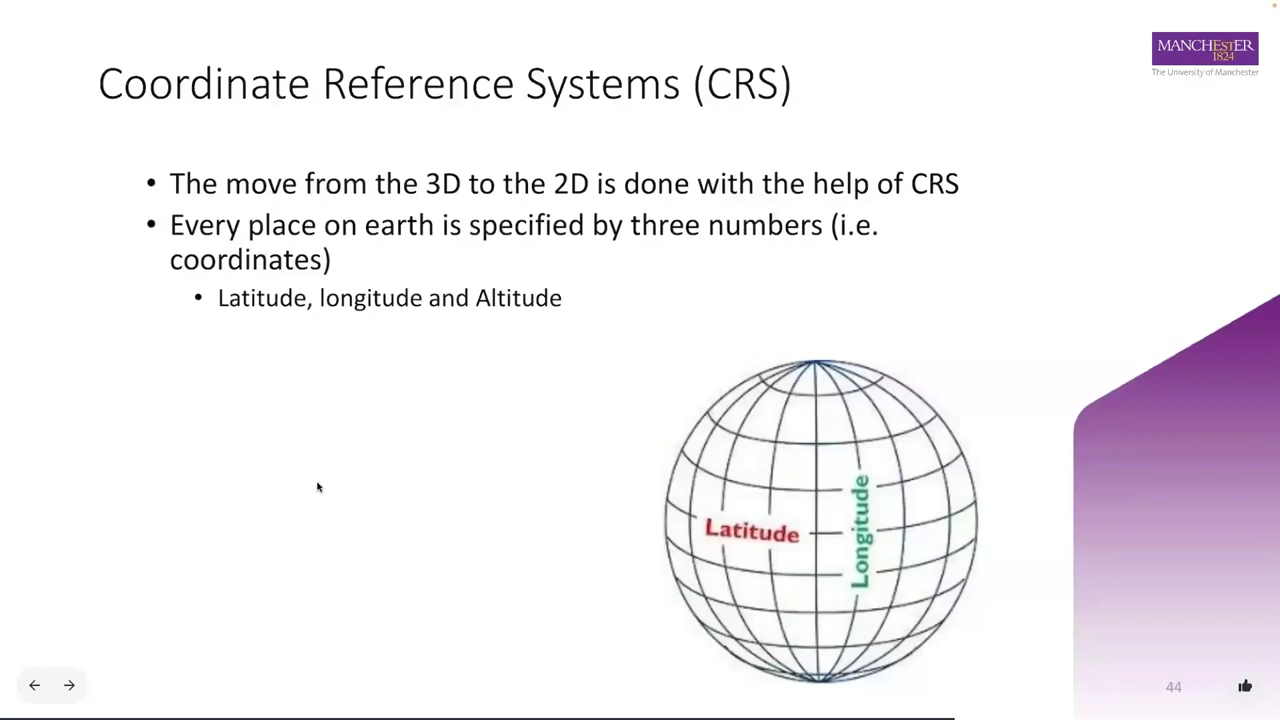 MANCHESTER
1824
The University of Manchester
Coordinate Reference Systems (CRS)
• The move from the 3D to the 2D is done with the help of CRS
• Every place on earth is specified by three numbers (i.e.
coordinates)
• Latitude, longitude and Altitude
Latitude
Longitude
44